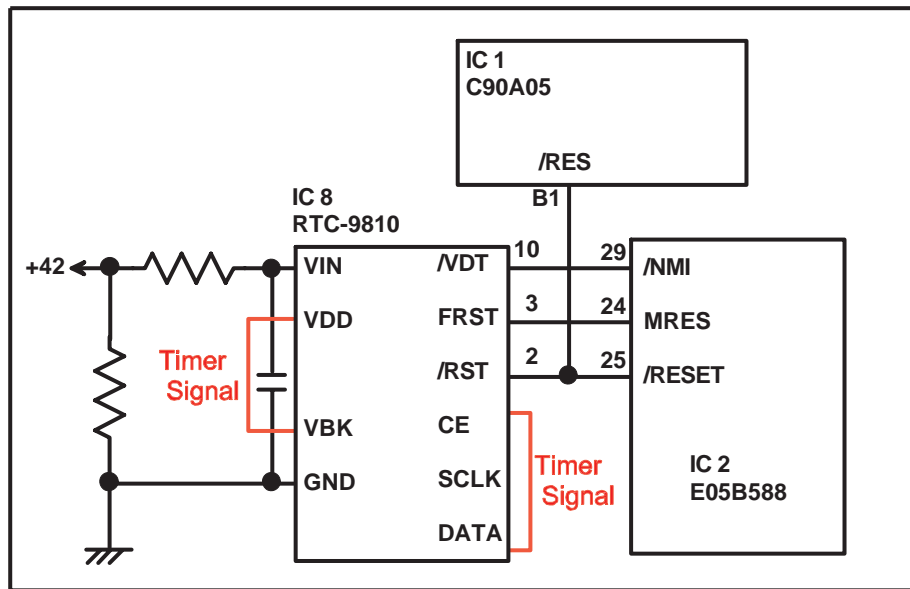 IC 1
C90A05
/RES
B1
IC 8
RTC-9810
+42
VIN
/VDT
10
29
/NMI
VDD
FRST
3
24
MRES
Timer
Signal
/RST
2
25
/RESET
VBK
CE
GND
SCLK
DATA
Timer
Signal
IC 2
E05B588